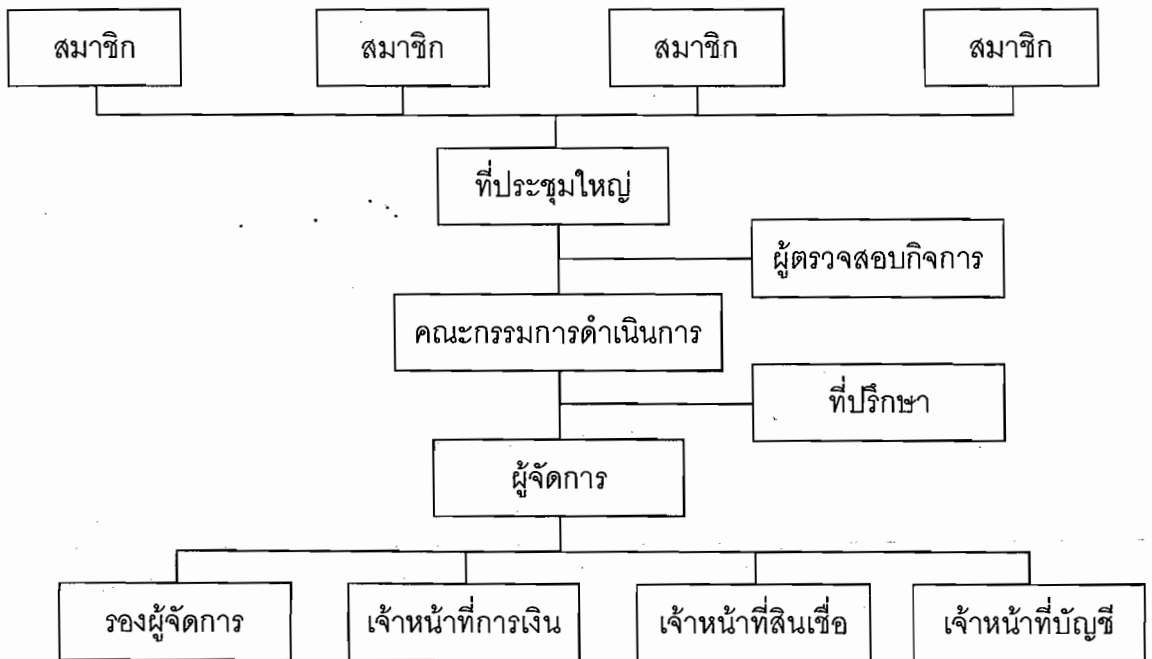 สมาชิก สมาชิก สมาชิก สมาชิก
ที่ประชุมใหญ่
ผู้ตรวจสอบกิจการ
คณะกรรมการดำเนินการ
ที่ปรึกษา
ผู้จัดการ
รองผู้จัดการ เจ้าหน้าที่การเงิน เจ้าหน้าที่สินเชื่อ เจ้าหน้าที่บัญชี